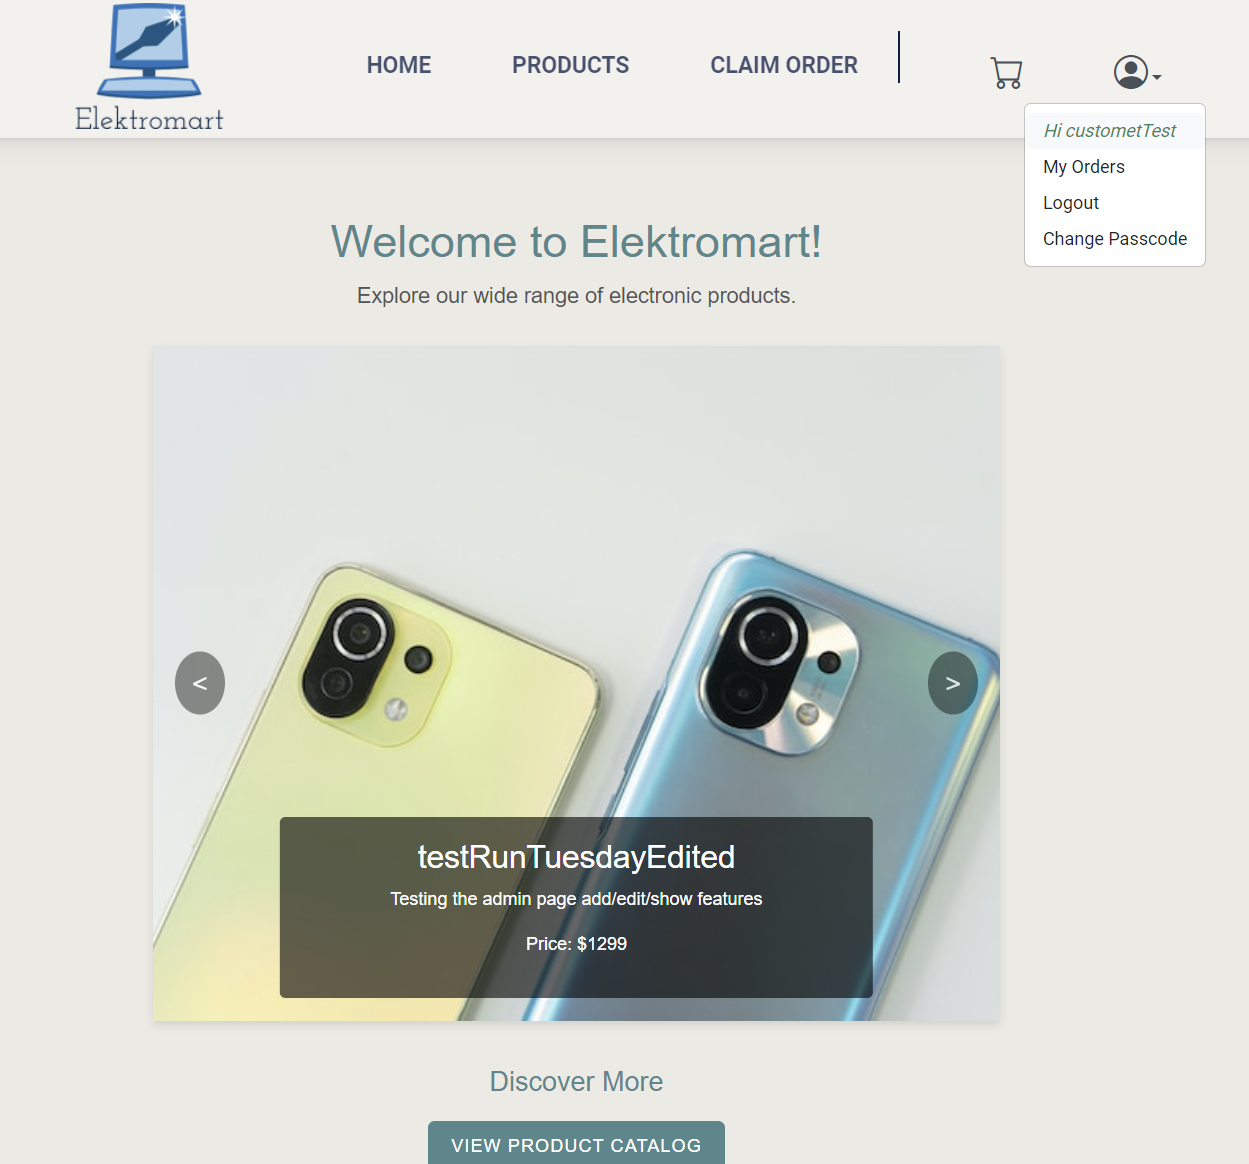 Elektromart
HOME
PRODUCTS
CLAIM ORDER
Hi custometTest
My Orders
Logout
Change Passcode
Welcome to Elektromart!
Explore our wide range of electronic products.
<
>
testRunTuesdayEdited
Testing the admin page add/edit/show features
Price: $1299
Discover More
VIEW PRODUCT CATALOG